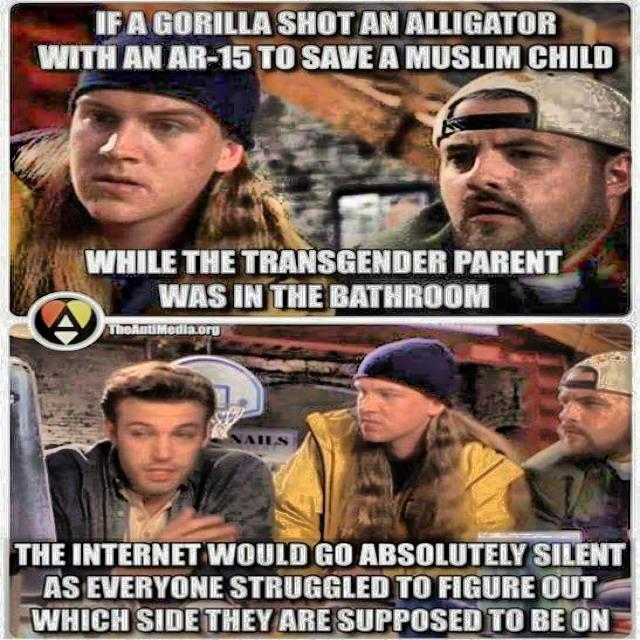 IF A GORILLA SHOT AN ALLIGATOR
WITH AN AR-15 TO SAVE A MUSLIM CHILD
WHILE THE TRANSGENDER PARENT
WAS IN THE BATHROOM
TheAntiMedia.org
NAILS
THE INTERNET WOULD GO ABSOLUTELY SILENT
AS EVERYONE STRUGGLED TO FIGURE OUT
WHICH SIDE THEY ARE SUPPOSED TO BE ON